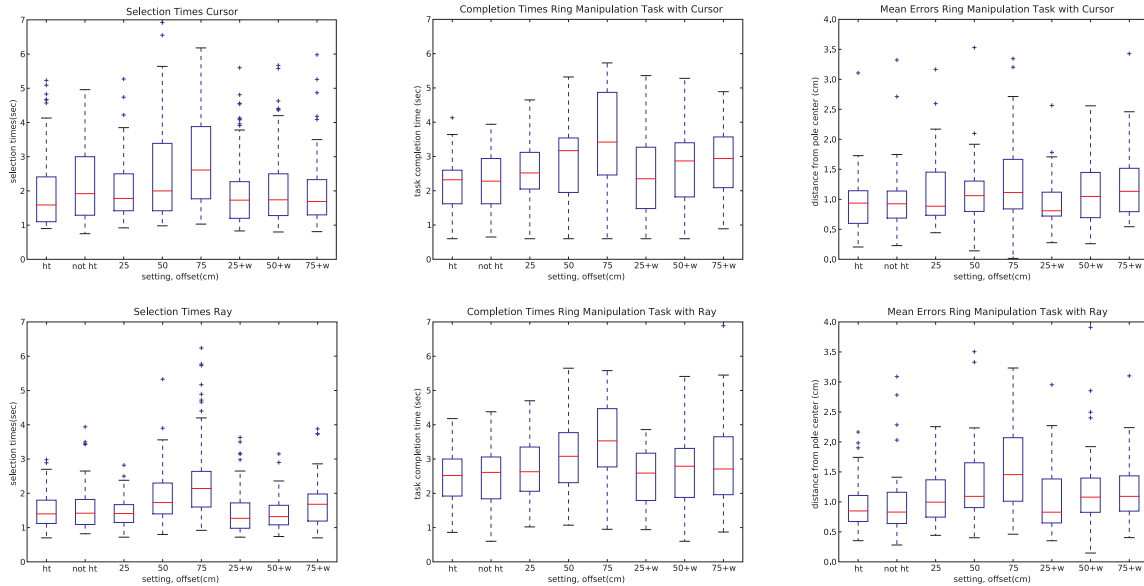 Selection Times Cursor
7
6
5
4
3
2
1
0
selection times(sec)
ht not ht 25 50 75 25+w 50+w 75+w
setting, offset(cm)
Completion Times Ring Manipulation Task with Cursor
7
6
5
4
3
2
1
0
task completion time (sec)
ht not ht 25 50 75 25+w 50+w 75+w
setting, offset(cm)
Mean Errors Ring Manipulation Task with Cursor
4.0
3.5
3.0
2.5
2.0
1.5
1.0
0.5
0.0
distance from pole center (cm)
ht not ht 25 50 75 25+w 50+w 75+w
setting, offset(cm)
Selection Times Ray
7
6
5
4
3
2
1
0
selection times(sec)
ht not ht 25 50 75 25+w 50+w 75+w
setting, offset(cm)
Completion Times Ring Manipulation Task with Ray
7
6
5
4
3
2
1
0
task completion time (sec)
ht not ht 25 50 75 25+w 50+w 75+w
setting, offset(cm)
Mean Errors Ring Manipulation Task with Ray
4.0
3.5
3.0
2.5
2.0
1.5
1.0
0.5
0.0
distance from pole center (cm)
ht not ht 25 50 75 25+w 50+w 75+w
setting, offset(cm)